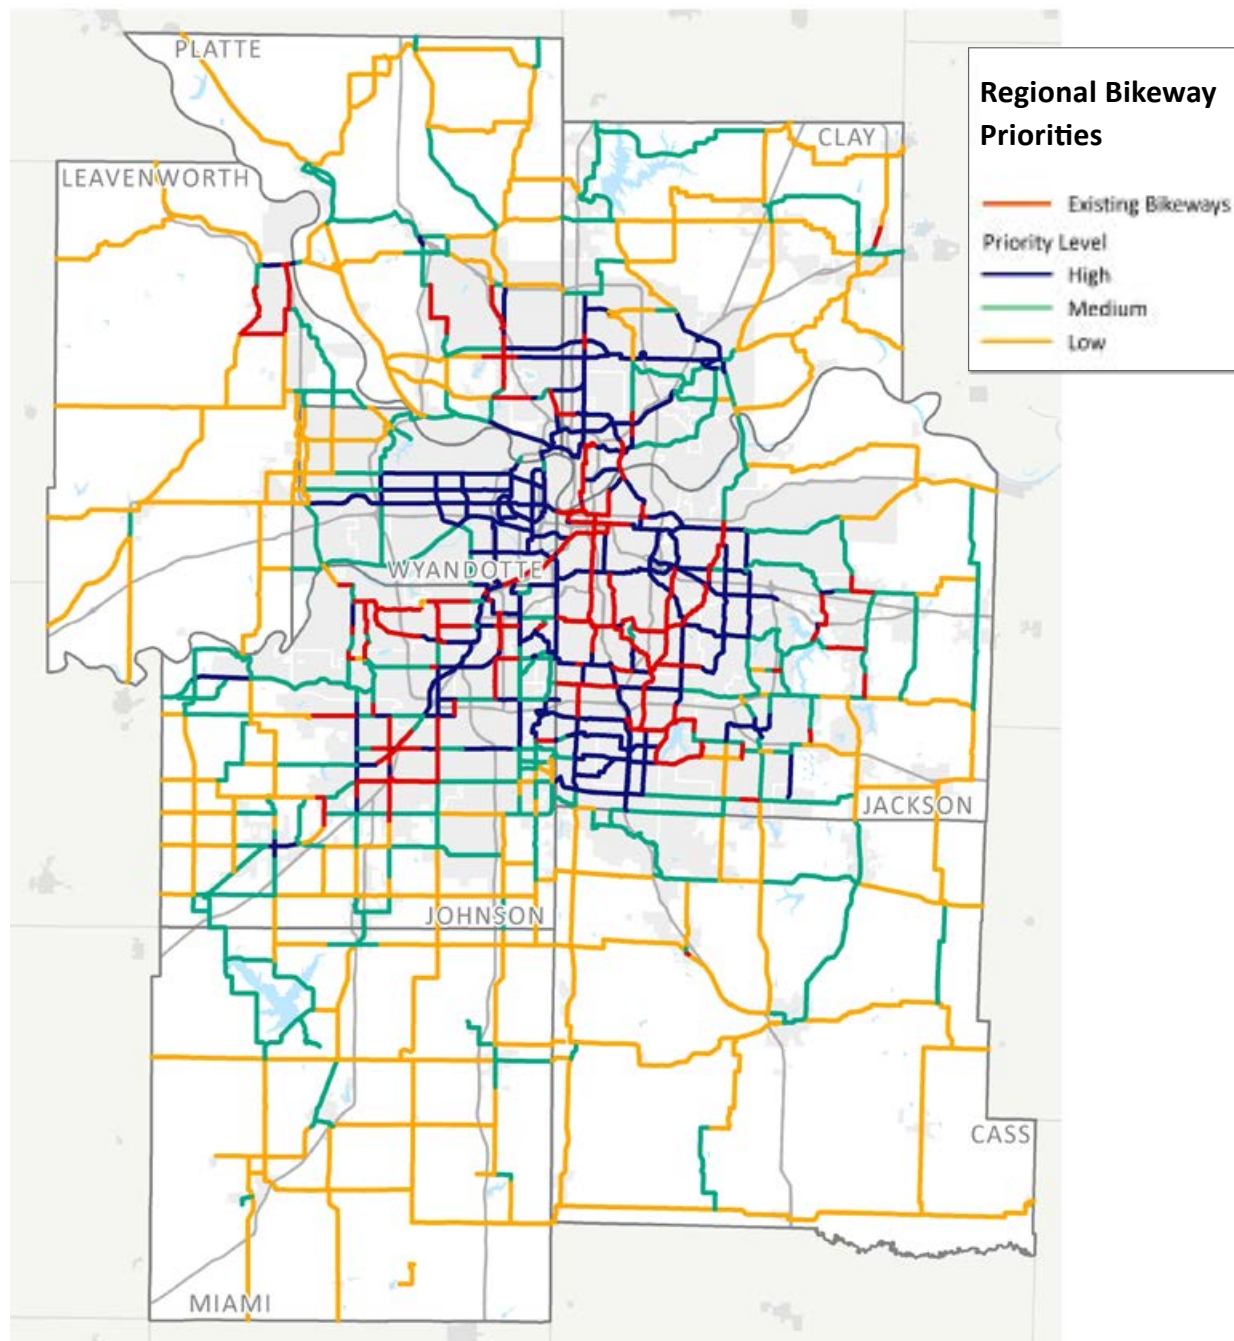 PLATTE
CLAY
LEAVENWORTH
Regional Bikeway
Priorities
Existing Bikeways
Priority Level
High
Medium
Low
WYANDOTTE
JACKSON
JOHNSON
CASS
MIAMI